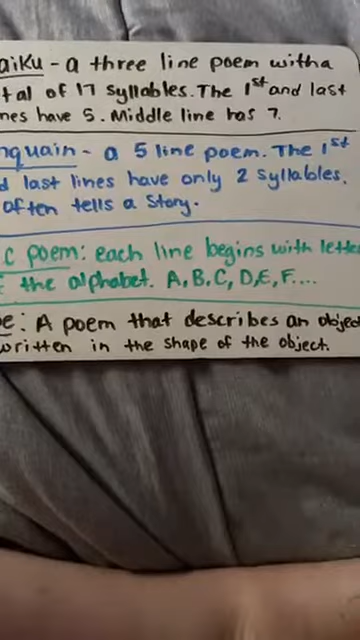 aiku - a three line poem with a
tal of 17 syllables. The 1st and last
nes have 5. Middle line has 7.
nquain - a 5 line poem. The 1st
d last lines have only 2 syllables.
often tells a story.
C poem: each line begins with lette
the alphabet. A, B, C, D, E, F....
e: A poem that describes an object
written in the shape of the object.